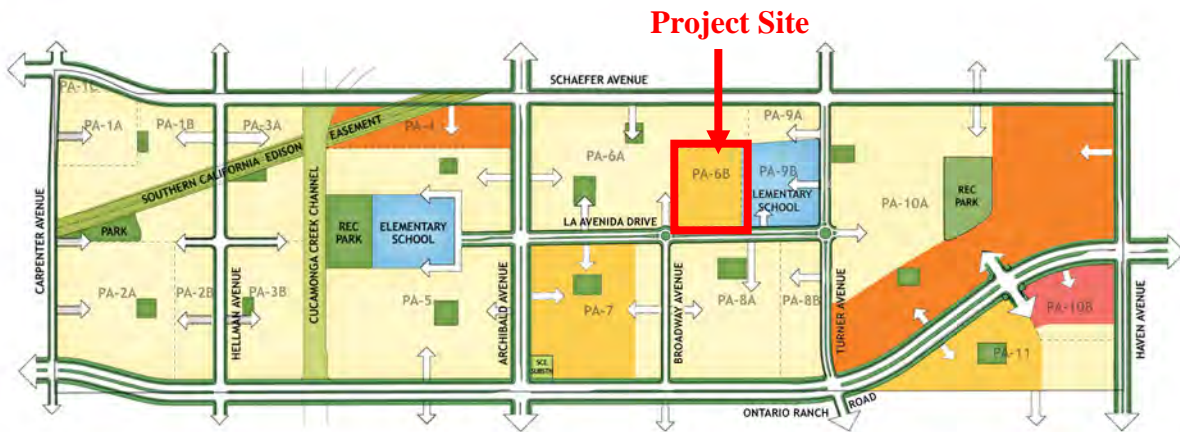 Project Site
SCHAEFER AVENUE
PA-1C
PA-1A
PA-1B
PA-3A
SOUTHERN CALIFORNIA EDISON EASEMENT
PA-4
PA-6A
PA-6B
PA-9A
PA-9B
LEMENTARY
SCHOOL
PA-10A
REC
PARK
CARPENTER AVENUE
PARK
CUCAMONGA CREEK CHANNEL
REC
PARK
ELEMENTARY
SCHOOL
LA AVENIDA DRIVE
PA-2A
PA-2B
HELLMAN AVENUE
PA-3B
PA-5
ARCHIBALD AVENUE
PA-7
SCE
SUBSTN
BROADWAY AVENUE
PA-8A
PA-8B
TURNER AVENUE
PA-10B
PA-11
HAVEN AVENUE
ONTARIO RANCH ROAD